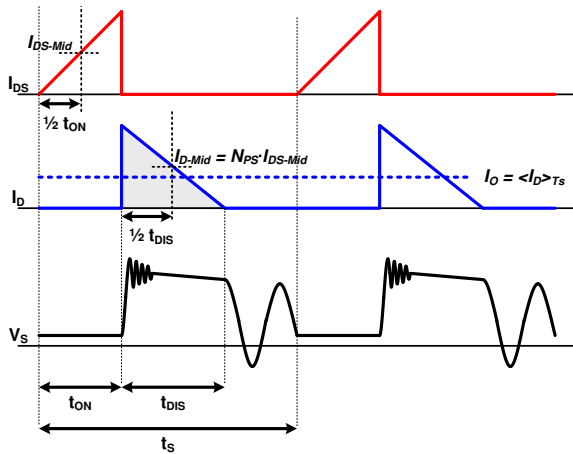 I_DS-Mid
I_DS
½ t_ON
I_D-Mid = N_PS·I_DS-Mid
I_O = <I_D>_Ts
I_D
½ t_DIS
V_S
t_ON
t_DIS
t_S